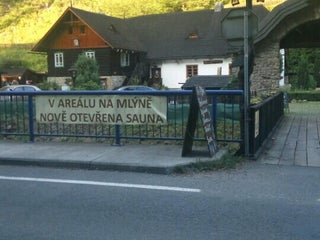 V AREÁLU NA MLÝNĚ
NOVĚ OTEVŘENA SAUNA